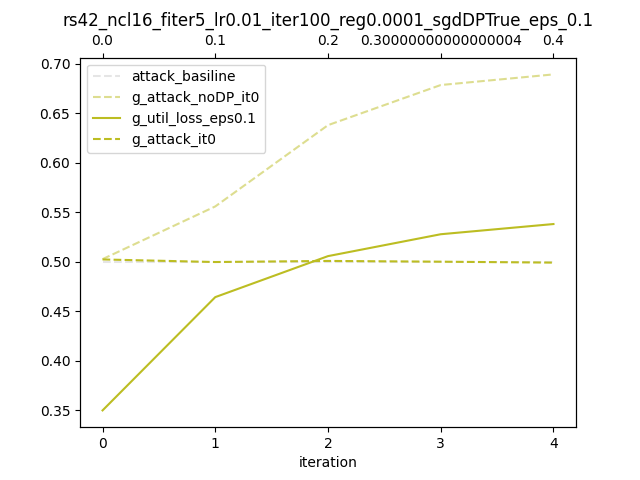 rs42_ncl16_fiter5_lr0.01_iter100_reg0.0001_sgdDPTrue_eps_0.1
0.0 0.1 0.2 0.30000000000000004 0.4
attack_basiline
g_attack_noDP_it0
g_util_loss_eps0.1
g_attack_it0
0.70
0.65
0.60
0.55
0.50
0.45
0.40
0.35
0 1 2 3 4
iteration